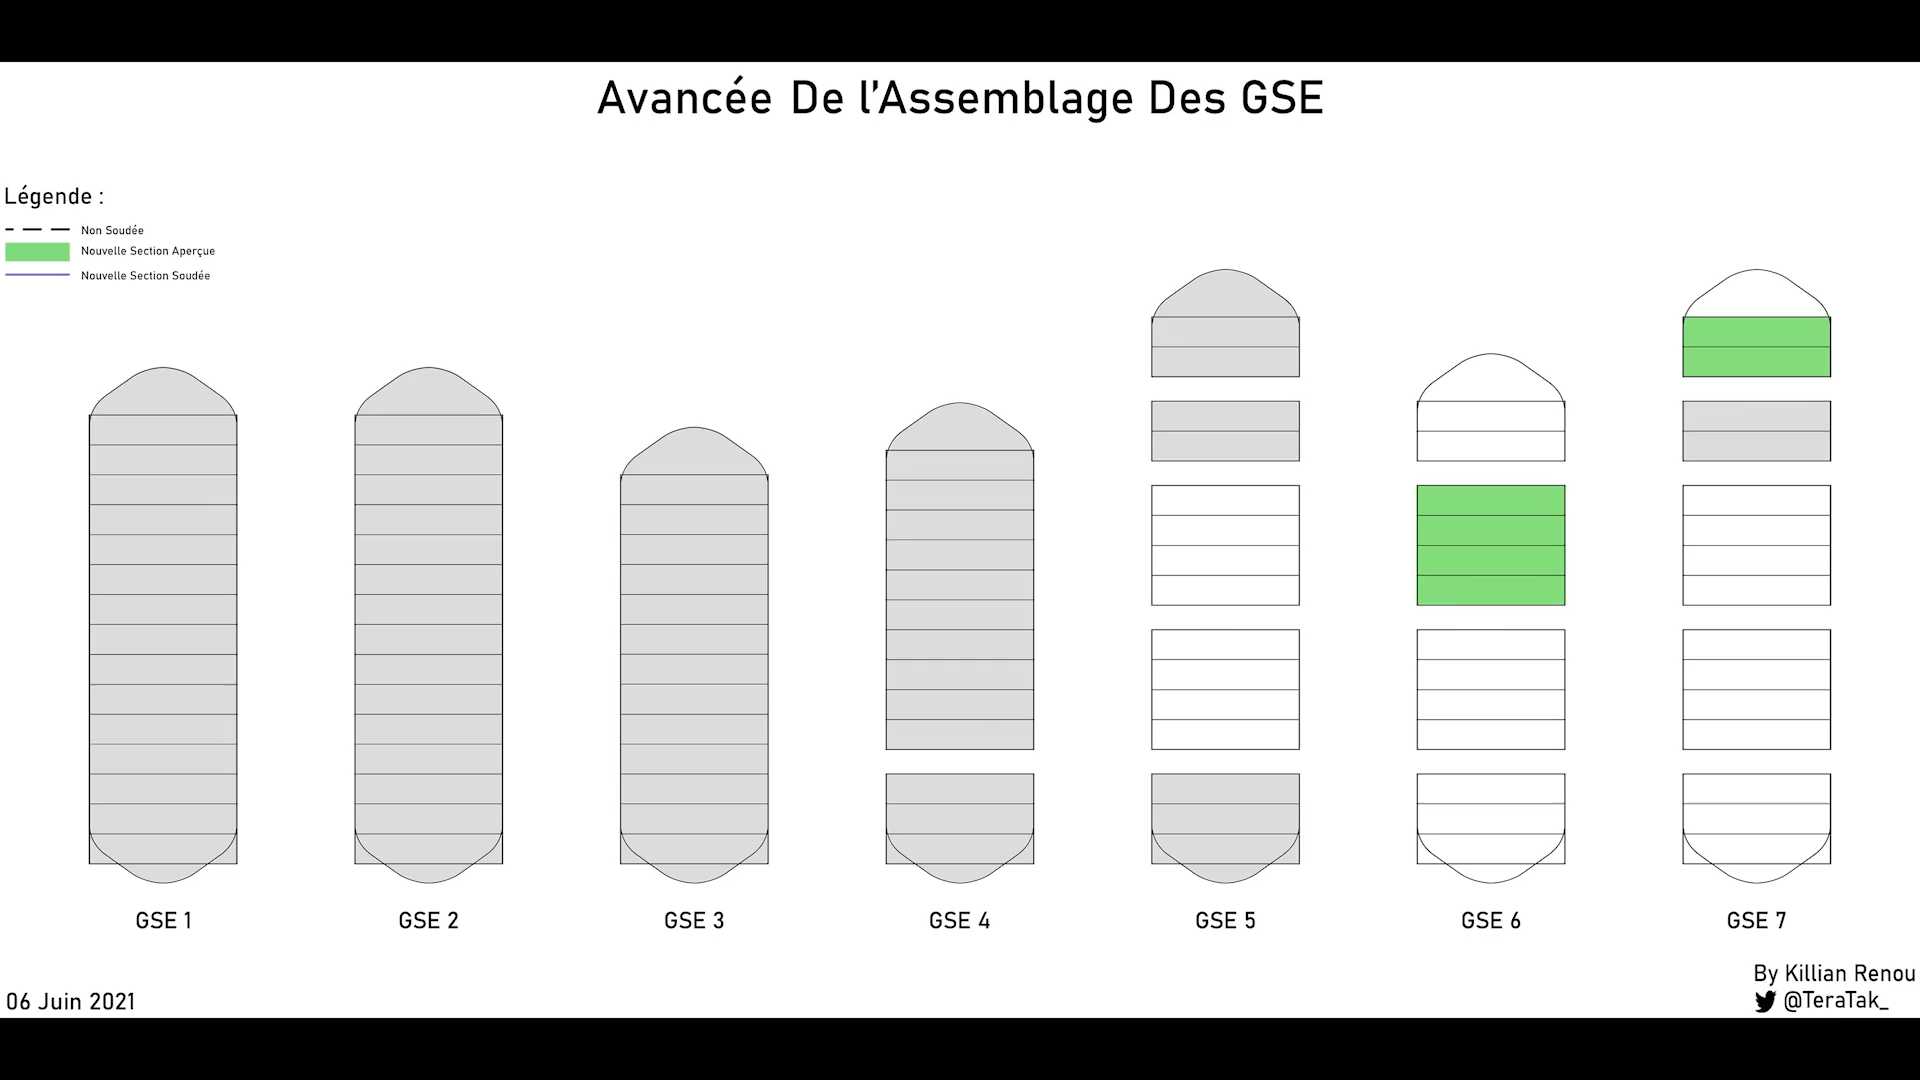 Avancée De l’Assemblage Des GSE
Légende :
Non Soudée
Nouvelle Section Aperçue
Nouvelle Section Soudée
GSE 1
GSE 2
GSE 3
GSE 4
GSE 5
GSE 6
GSE 7
By Killian Renou
@TeraTak_
06 Juin 2021